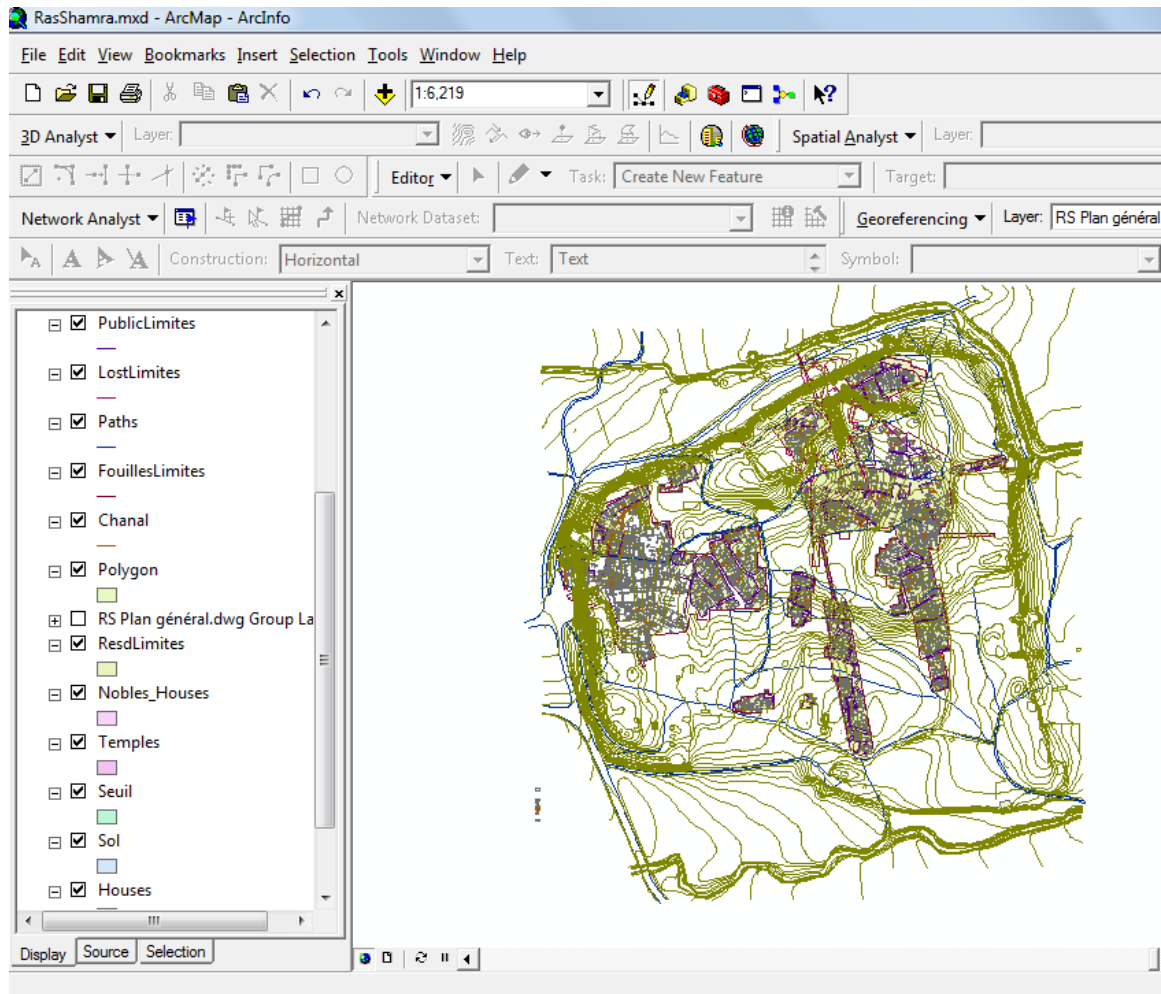 RasShamra.mxd - ArcMap - ArcInfo
File Edit View Bookmarks Insert Selection Tools Window Help
1:6,219
3D Analyst Layer: Spatial Analyst Layer:
Editor Task: Create New Feature Target:
Network Analyst Network Dataset: Georeferencing Layer: RS Plan général
A A A Construction: Horizontal Text: Text Symbol:
PublicLimites
LostLimites
Paths
FouillesLimites
Chanal
Polygon
RS Plan général.dwg Group La
ResdLimites
Nobles_Houses
Temples
Seuil
Sol
Houses
Display Source Selection